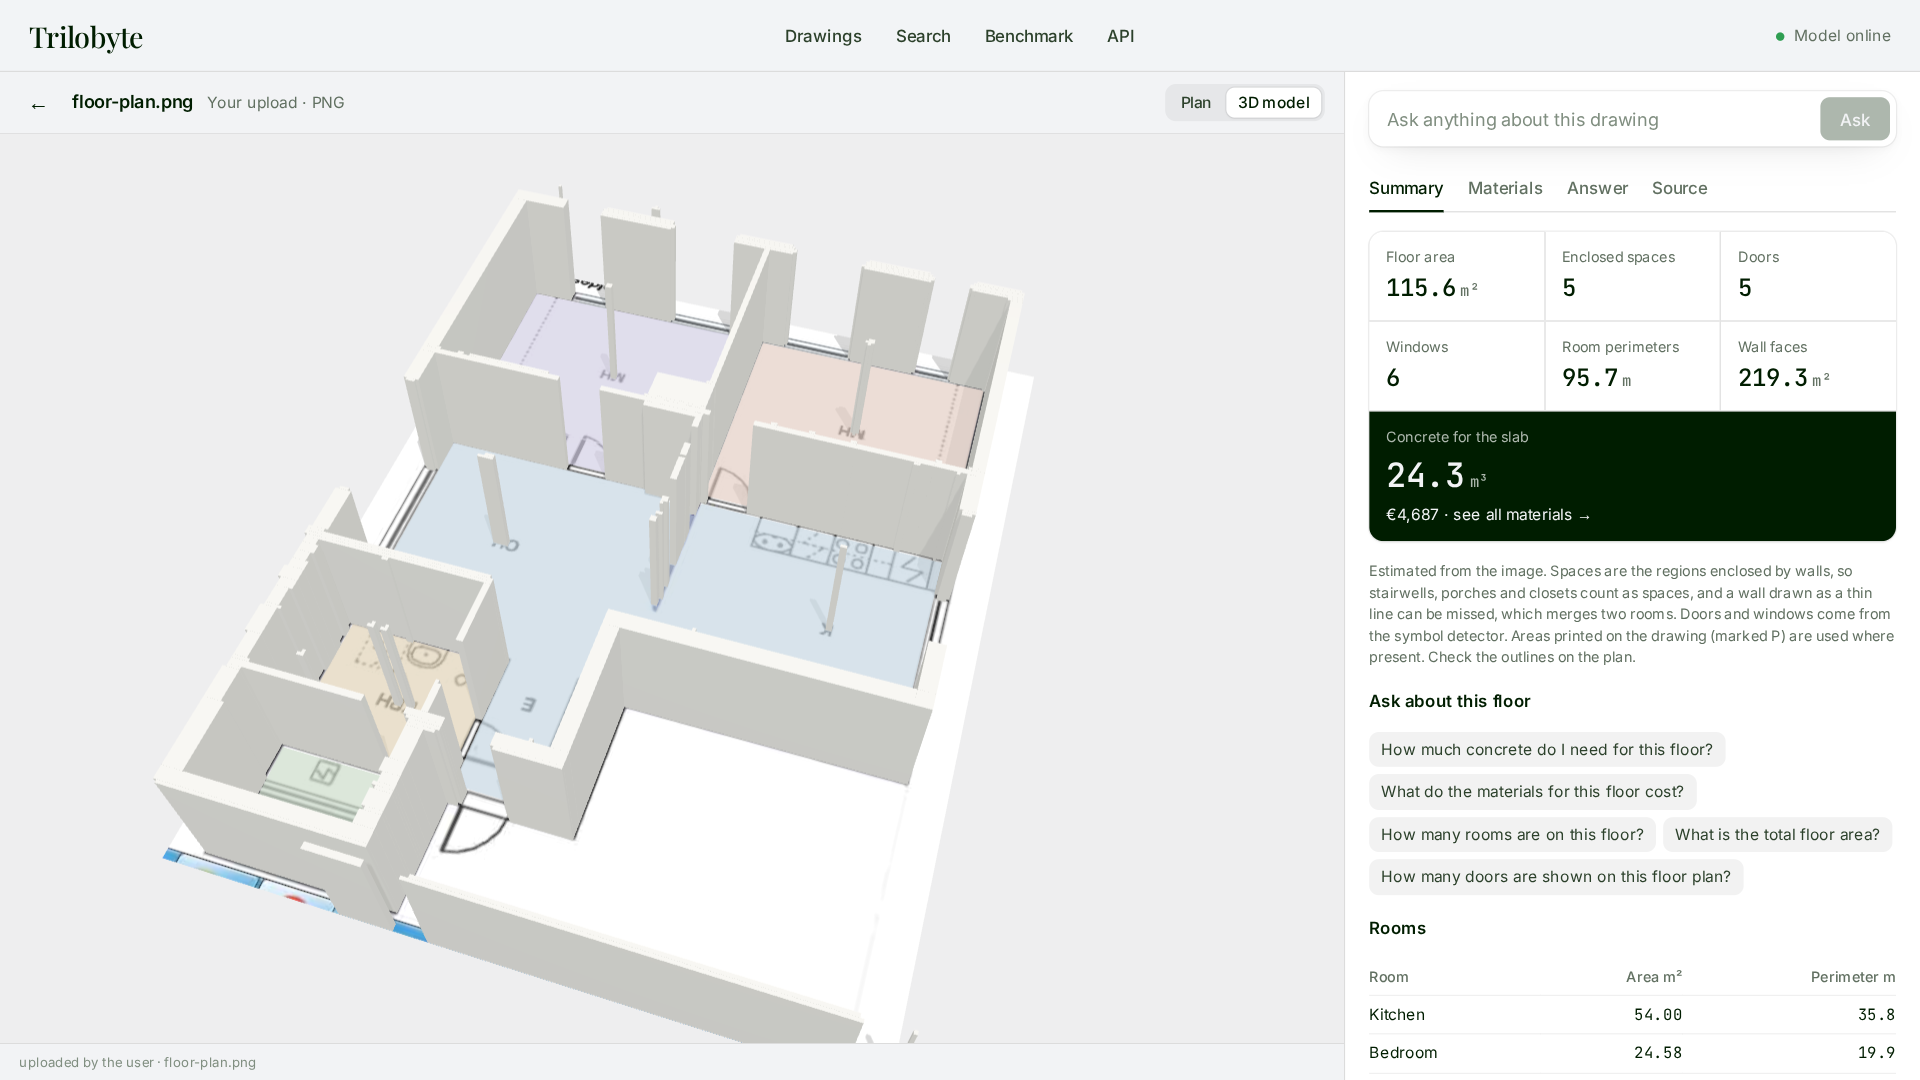 Trilobyte
Drawings Search Benchmark API
Model online
← floor-plan.png Your upload · PNG
Plan 3D model
Ask anything about this drawing
Ask
Summary Materials Answer Source
Floor area Enclosed spaces Doors
115.6 m² 5 5
Windows Room perimeters Wall faces
6 95.7 m 219.3 m²
Concrete for the slab
24.3 m³
€4,687 · see all materials →
Estimated from the image. Spaces are the regions enclosed by walls, so
stairwells, porches and closets count as spaces, and a wall drawn as a thin
line can be missed, which merges two rooms. Doors and windows come from
the symbol detector. Areas printed on the drawing (marked P) are used where
present. Check the outlines on the plan.
Ask about this floor
How much concrete do I need for this floor?
What do the materials for this floor cost?
How many rooms are on this floor? What is the total floor area?
How many doors are shown on this floor plan?
Rooms
Room Area m² Perimeter m
Kitchen 54.00 35.8
Bedroom 24.58 19.9
MH
MH
OH
K
E
uploaded by the user · floor-plan.png